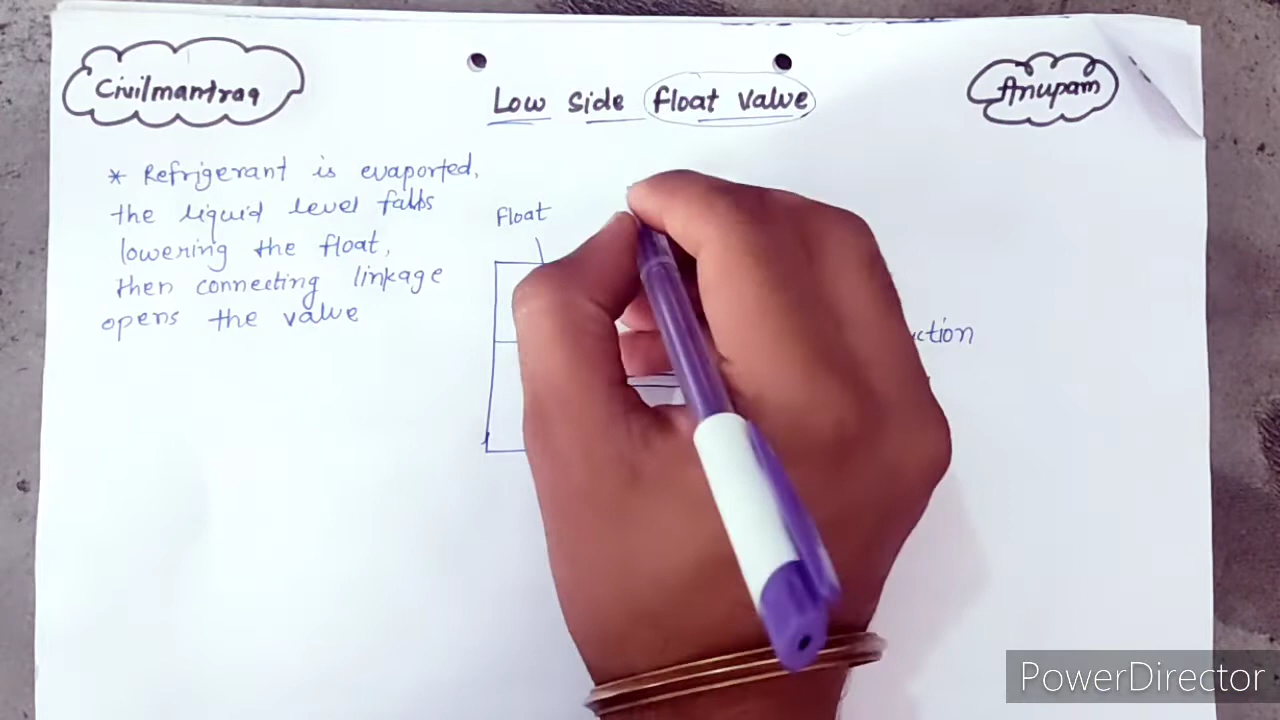 Civilmantraa
Low side float valve
Anupam
* Refrigerant is evaported,
the liquid level falls
lowering the float,
then connecting linkage
opens the valve
float
PowerDirector